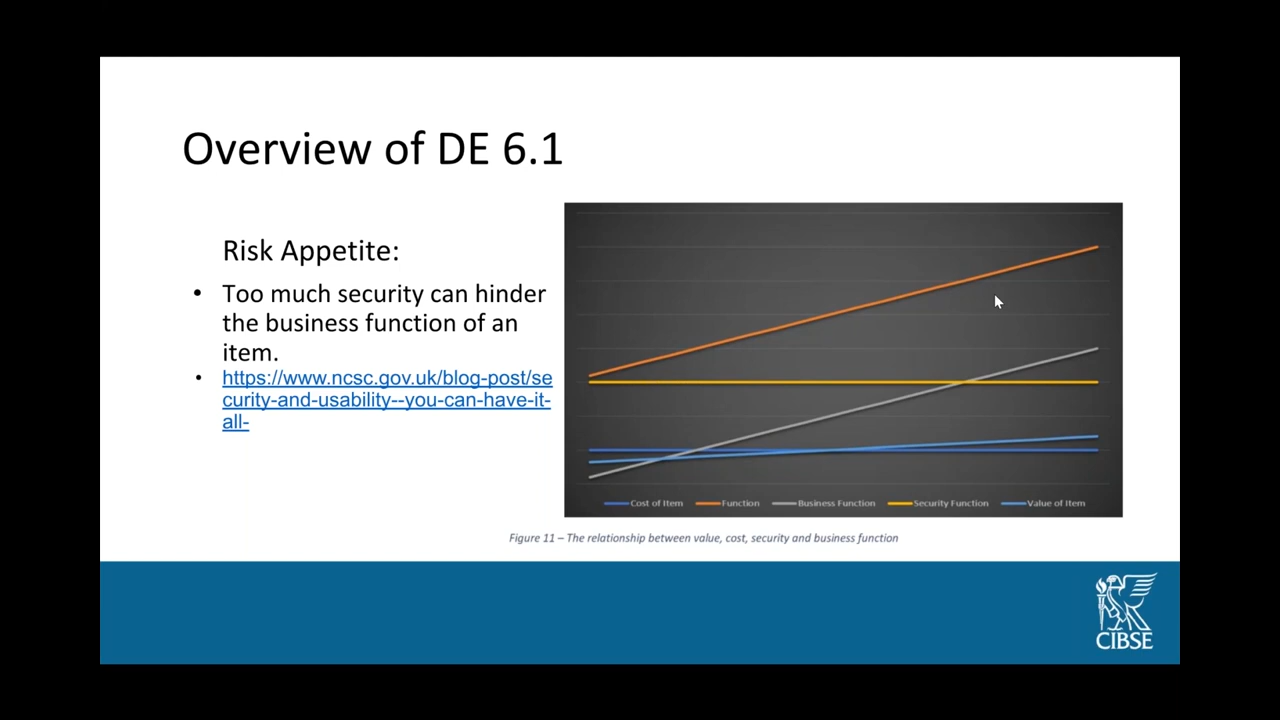 Overview of DE 6.1
Risk Appetite:
• Too much security can hinder
the business function of an
item.
• https://www.ncsc.gov.uk/blog-post/se
curity-and-usability--you-can-have-it-
all-
Cost of Item Function Business Function Security Function Value of Item
Figure 11 – The relationship between value, cost, security and business function
CIBSE